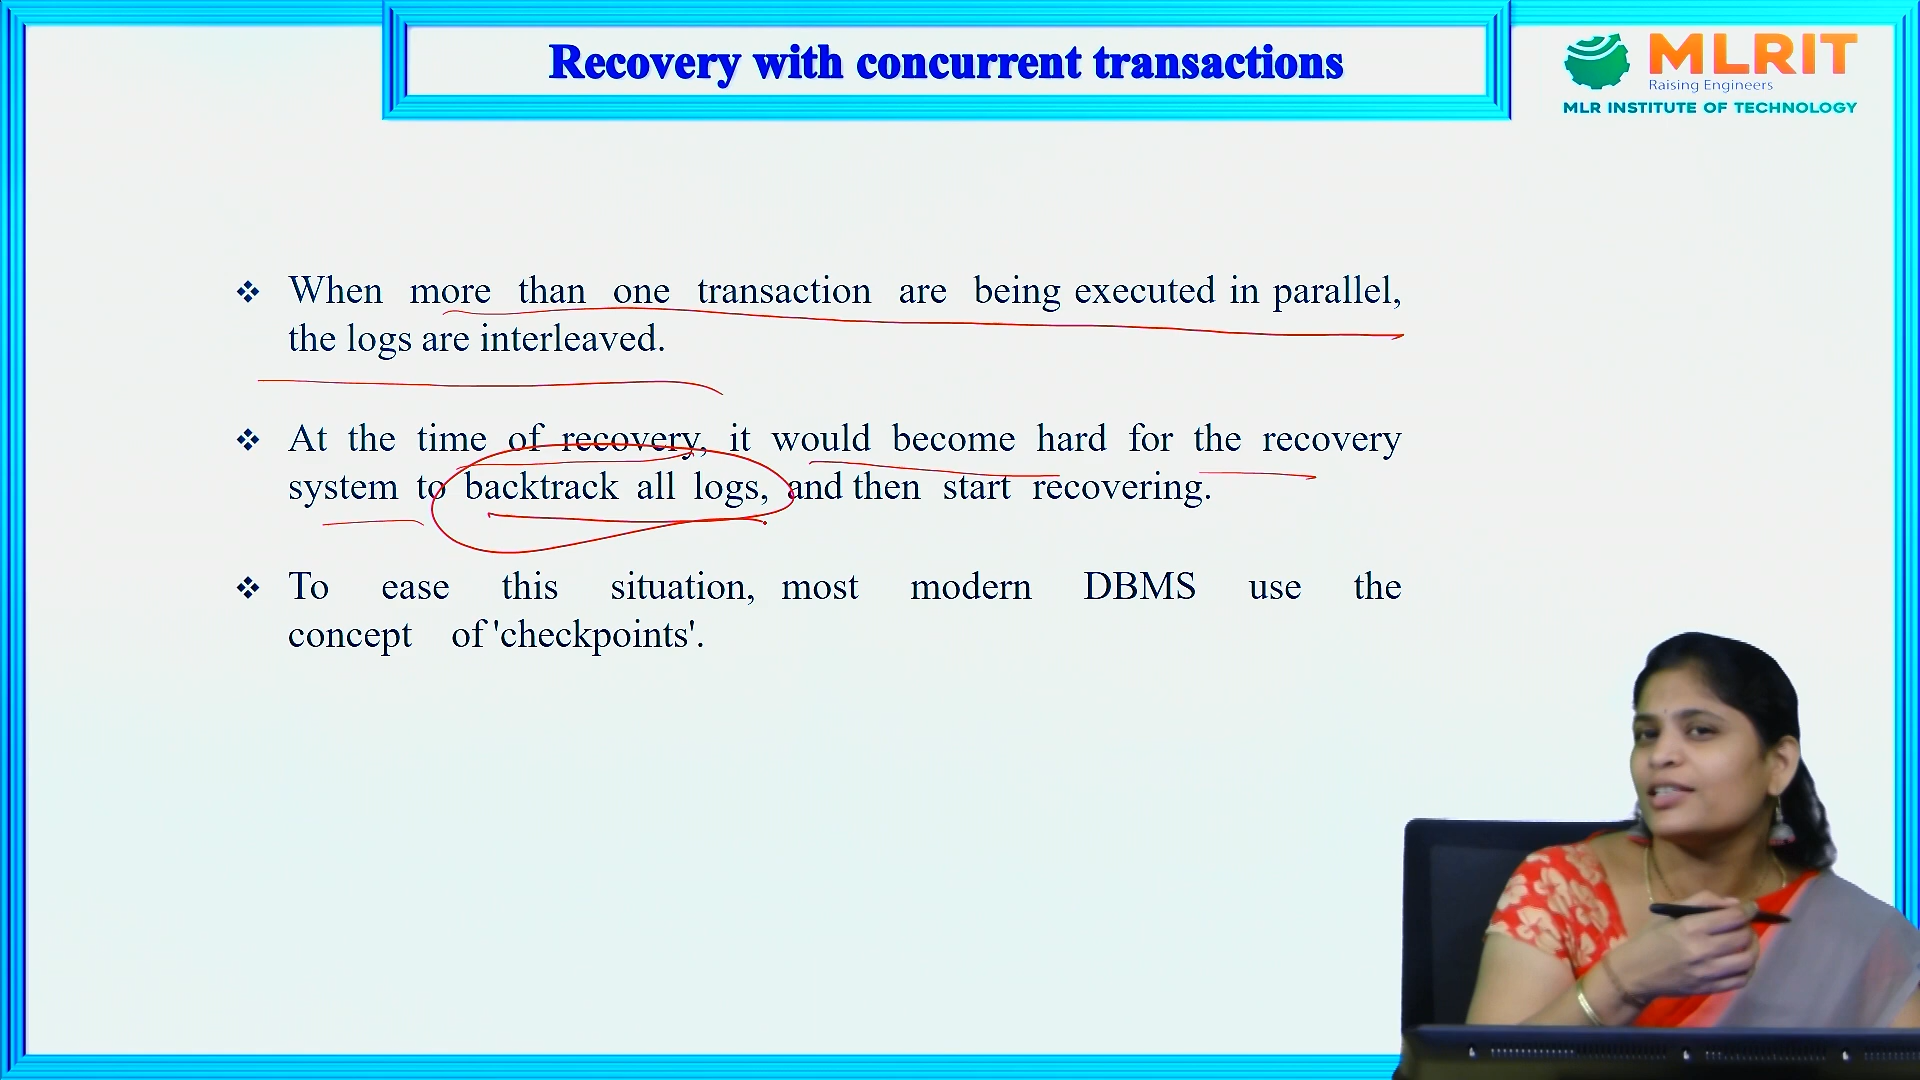 Recovery with concurrent transactions
MLRIT
Raising Engineers
MLR INSTITUTE OF TECHNOLOGY
When more than one transaction are being executed in parallel,
the logs are interleaved.
At the time of recovery, it would become hard for the recovery
system to backtrack all logs, and then start recovering.
To ease this situation, most modern DBMS use the
concept of 'checkpoints'.